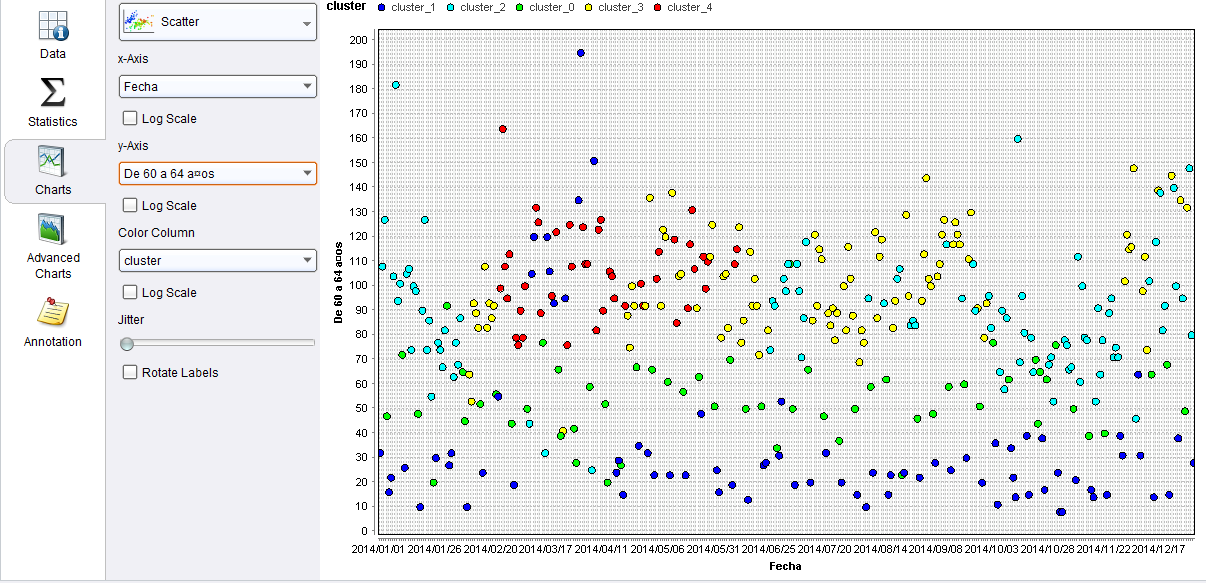 Data
Statistics
Charts
Advanced
Charts
Annotation
Scatter
x-Axis
Fecha
Log Scale
y-Axis
De 60 a 64 a¤os
Log Scale
Color Column
cluster
Log Scale
Jitter
Rotate Labels
cluster cluster_1 cluster_2 cluster_0 cluster_3 cluster_4
De 60 a 64 a¤os
200
190
180
170
160
150
140
130
120
110
100
90
80
70
60
50
40
30
20
10
0
2014/01/01 2014/01/26 2014/02/20 2014/03/17 2014/04/11 2014/05/06 2014/05/31 2014/06/25 2014/07/20 2014/08/14 2014/09/08 2014/10/03 2014/10/28 2014/11/22 2014/12/17
Fecha